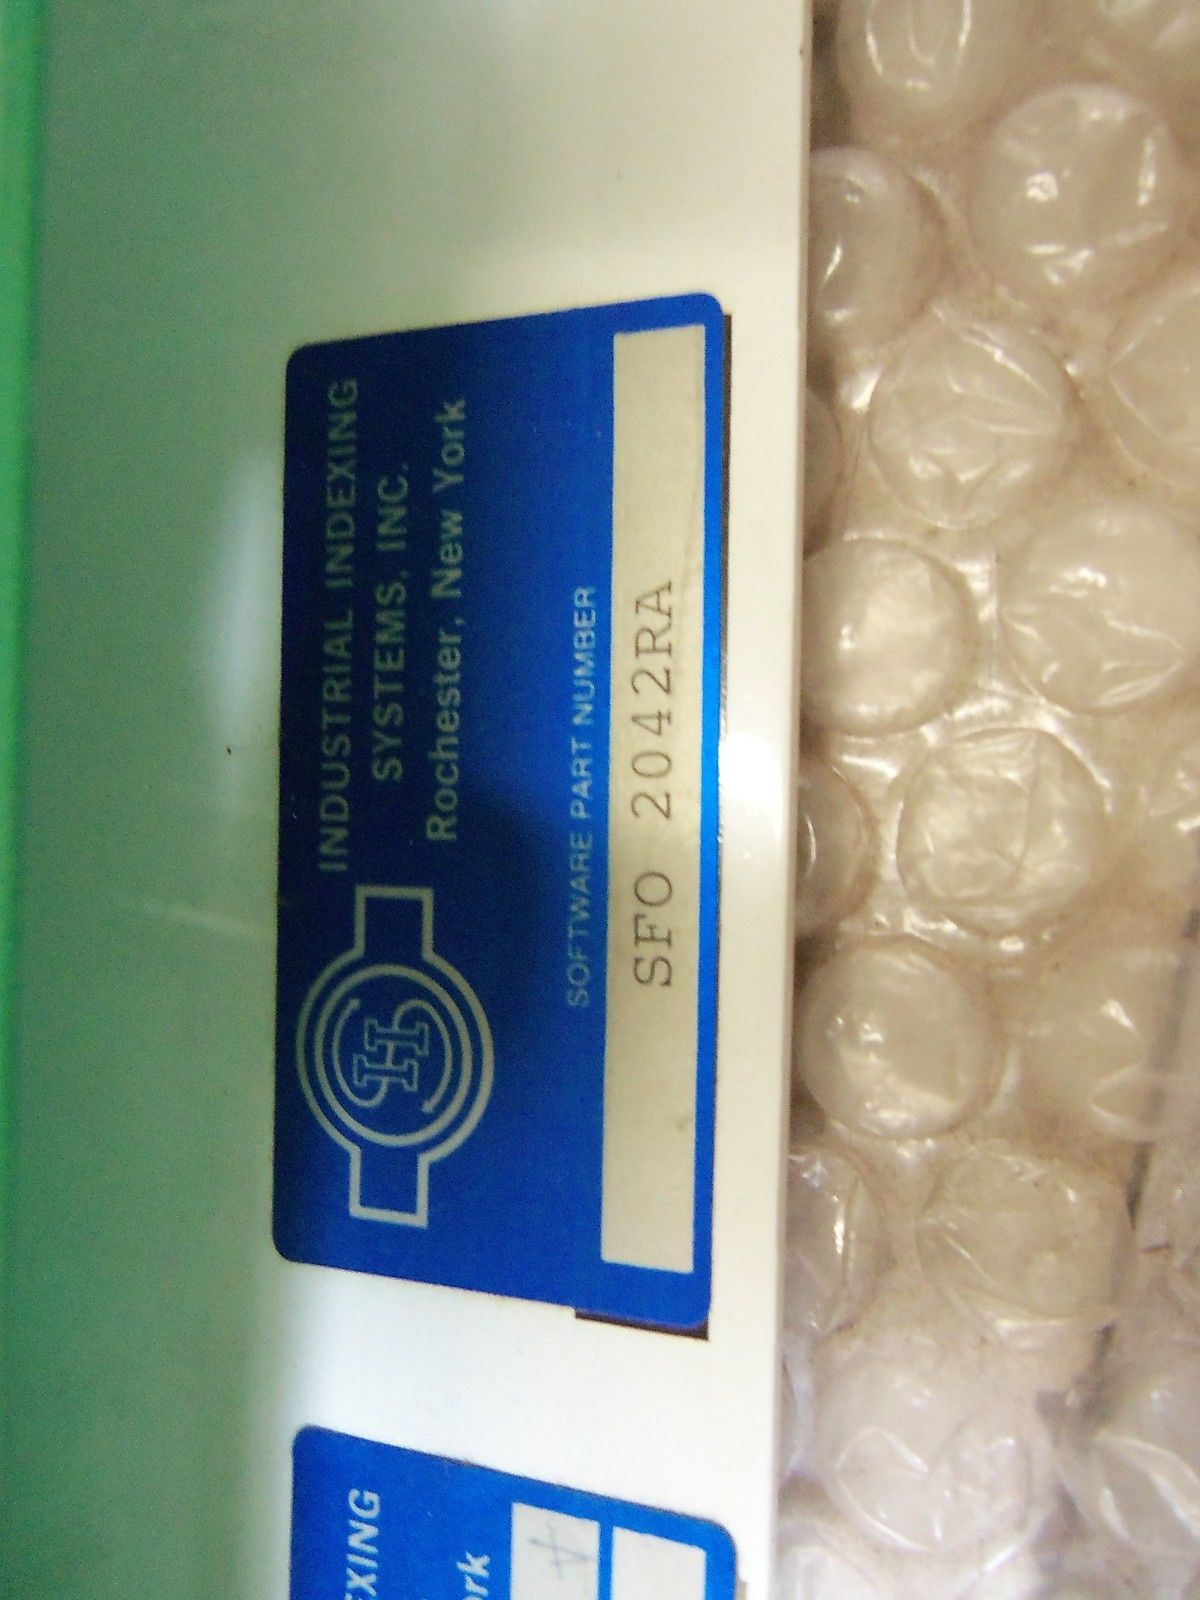 INDUSTRIAL INDEXING
SYSTEMS, INC.
Rochester, New York
SOFTWARE PART NUMBER
SFO 2042RA
EXING
ork